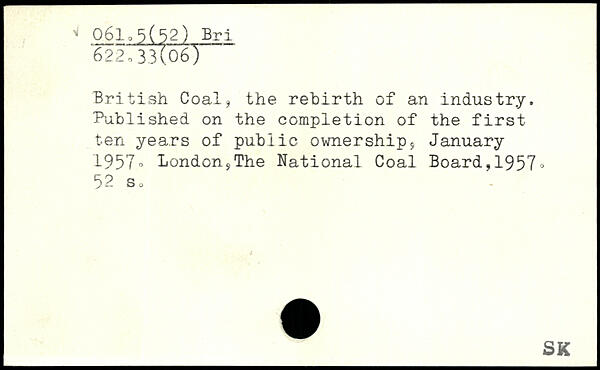 061.5(52) Bri
622.33(06)
British Coal, the rebirth of an industry.
Published on the completion of the first
ten years of public ownership, January
1957. London,The National Coal Board,1957.
52 s.
SK